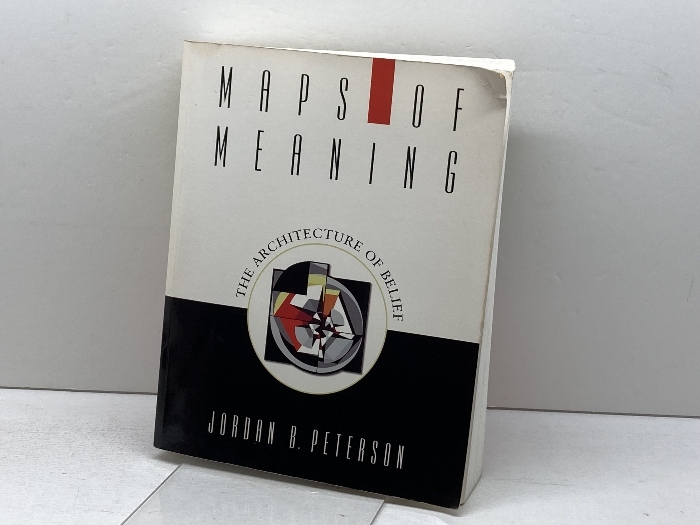 MAPS OF
MEANING
THE ARCHITECTURE OF BELIEF
JORDAN B. PETERSON